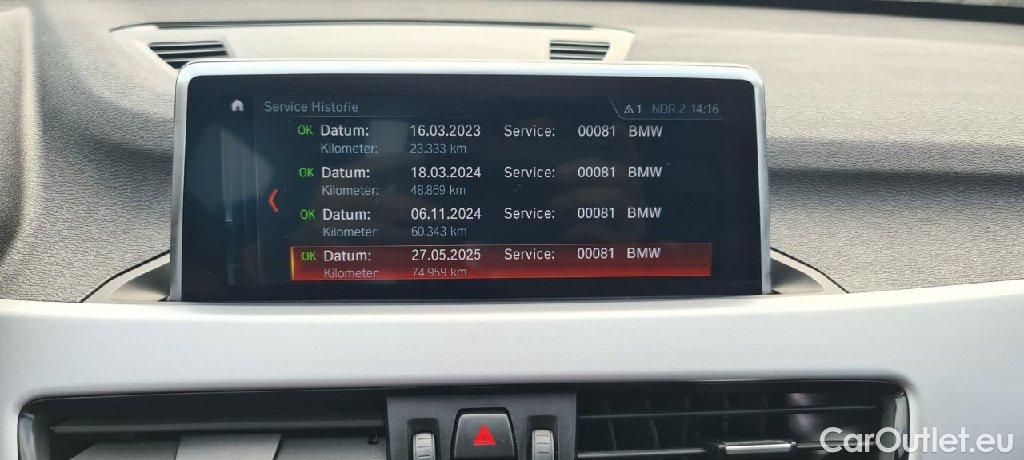 Service Historie ⚠1 NDR 2 14:16
OK Datum: 16.03.2023 Service: 00081 BMW
Kilometer: 23.333 km
OK Datum: 18.03.2024 Service: 00081 BMW
Kilometer: 48.869 km
OK Datum: 06.11.2024 Service: 00081 BMW
Kilometer: 60.343 km
OK Datum: 27.05.2025 Service: 00081 BMW
Kilometer: 74.959 km
CarOutlet.eu